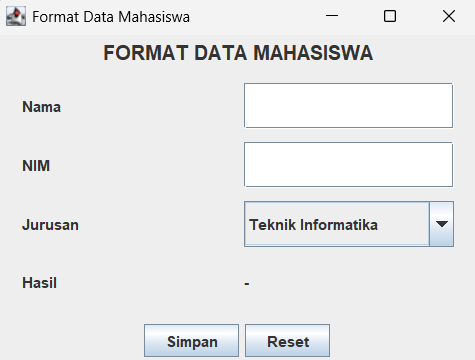 Format Data Mahasiswa
FORMAT DATA MAHASISWA
Nama
NIM
Jurusan Teknik Informatika
Hasil -
Simpan Reset